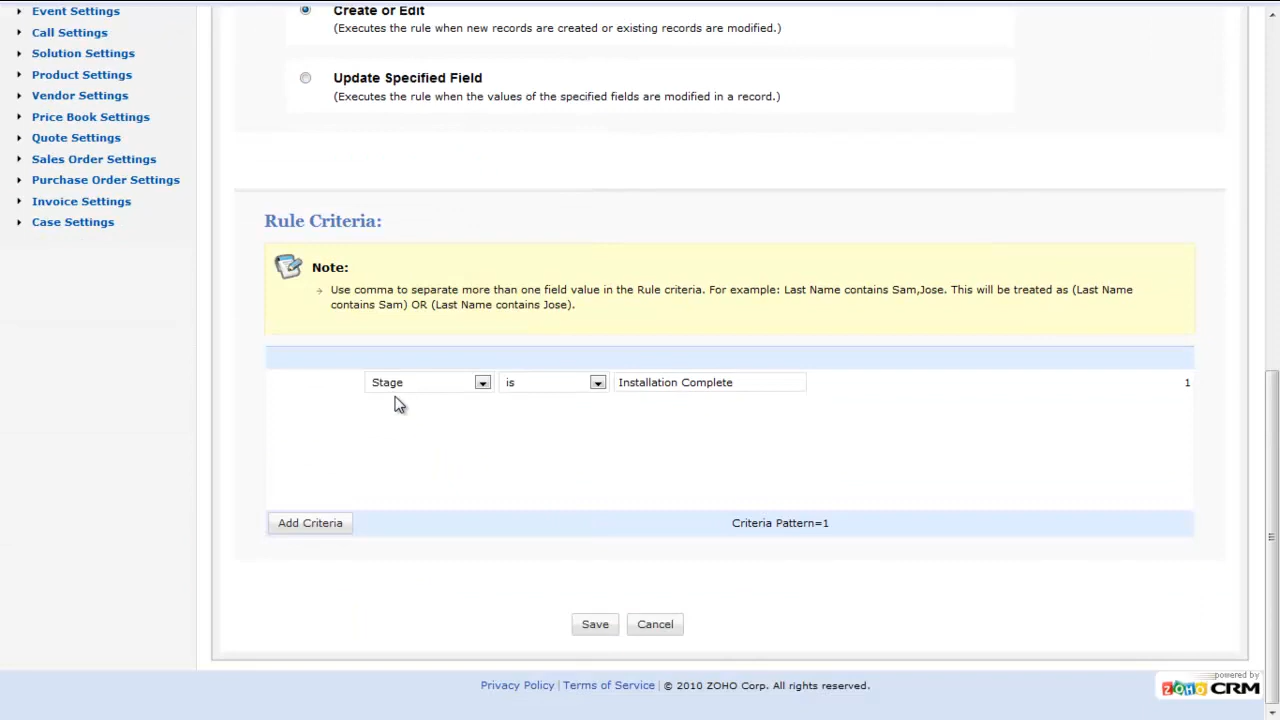 Event Settings
Call Settings
Solution Settings
Product Settings
Vendor Settings
Price Book Settings
Quote Settings
Sales Order Settings
Purchase Order Settings
Invoice Settings
Case Settings
Create or Edit
(Executes the rule when new records are created or existing records are modified.)
Update Specified Field
(Executes the rule when the values of the specified fields are modified in a record.)
Rule Criteria:
Note:
Use comma to separate more than one field value in the Rule criteria. For example: Last Name contains Sam,Jose. This will be treated as (Last Name
contains Sam) OR (Last Name contains Jose).
Stage is Installation Complete 1
Add Criteria Criteria Pattern=1
Save Cancel
Privacy Policy | Terms of Service | © 2010 ZOHO Corp. All rights reserved.
powered by
ZOHO CRM